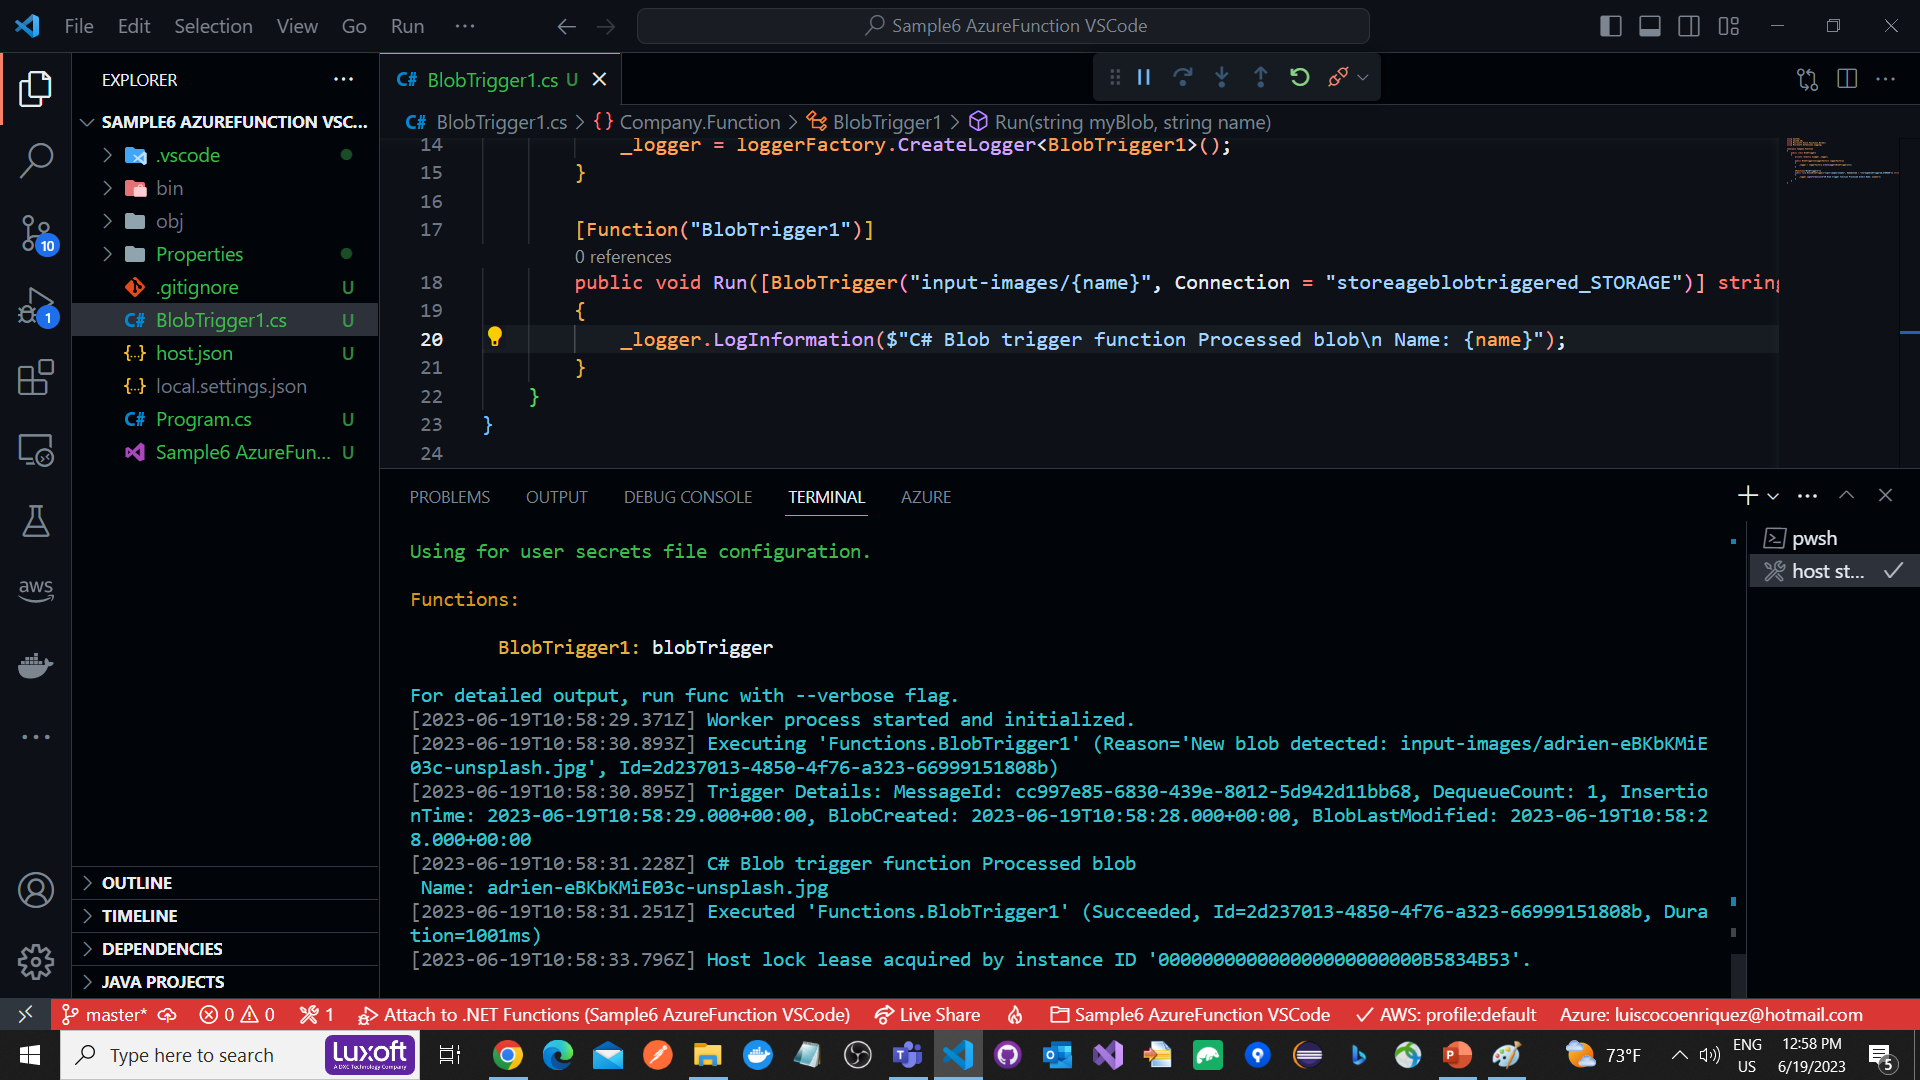 File Edit Selection View Go Run ···
Sample6 AzureFunction VSCode
EXPLORER
SAMPLE6 AZUREFUNCTION VSC...
.vscode
bin
obj
Properties
.gitignore U
C# BlobTrigger1.cs U
{..} host.json U
{..} local.settings.json
C# Program.cs U
Sample6 AzureFun... U
OUTLINE
TIMELINE
DEPENDENCIES
JAVA PROJECTS
10
1
aws
C# BlobTrigger1.cs U
C# BlobTrigger1.cs > {} Company.Function > BlobTrigger1 > Run(string myBlob, string name)
14 _logger = loggerFactory.CreateLogger<BlobTrigger1>();
15 }
16
17 [Function("BlobTrigger1")]
0 references
18 public void Run([BlobTrigger("input-images/{name}", Connection = "storeageblobtriggered_STORAGE")] string
19 {
20 _logger.LogInformation($"C# Blob trigger function Processed blob\n Name: {name}");
21 }
22 }
23 }
24
PROBLEMS OUTPUT DEBUG CONSOLE TERMINAL AZURE
pwsh
host st...
Using for user secrets file configuration.
Functions:
BlobTrigger1: blobTrigger
For detailed output, run func with --verbose flag.
[2023-06-19T10:58:29.371Z] Worker process started and initialized.
[2023-06-19T10:58:30.893Z] Executing 'Functions.BlobTrigger1' (Reason='New blob detected: input-images/adrien-eBKbKMiE
03c-unsplash.jpg', Id=2d237013-4850-4f76-a323-66999151808b)
[2023-06-19T10:58:30.895Z] Trigger Details: MessageId: cc997e85-6830-439e-8012-5d942d11bb68, DequeueCount: 1, Insertio
nTime: 2023-06-19T10:58:29.000+00:00, BlobCreated: 2023-06-19T10:58:28.000+00:00, BlobLastModified: 2023-06-19T10:58:2
8.000+00:00
[2023-06-19T10:58:31.228Z] C# Blob trigger function Processed blob
Name: adrien-eBKbKMiE03c-unsplash.jpg
[2023-06-19T10:58:31.251Z] Executed 'Functions.BlobTrigger1' (Succeeded, Id=2d237013-4850-4f76-a323-66999151808b, Dura
tion=1001ms)
[2023-06-19T10:58:33.796Z] Host lock lease acquired by instance ID '000000000000000000000000B5834B53'.
master* 0 0 1 Attach to .NET Functions (Sample6 AzureFunction VSCode) Live Share Sample6 AzureFunction VSCode AWS: profile:default Azure: luiscocoenriquez@hotmail.com
Type here to search
luxoft
A DXC Technology Company
73°F
ENG
US
12:58 PM
6/19/2023
5